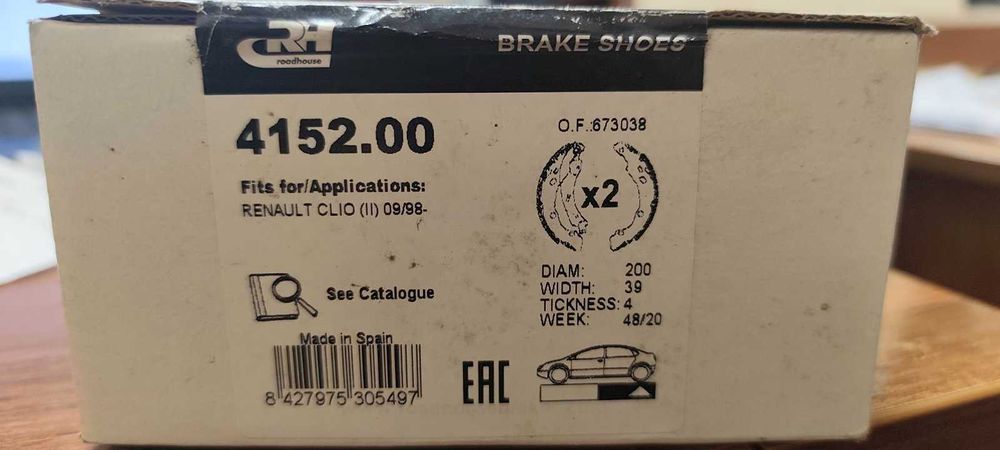 RH
roadhouse
BRAKE SHOES
4152.00
O.F.:673038
Fits for/Applications:
RENAULT CLIO (II) 09/98-
x2
See Catalogue
DIAM: 200
WIDTH: 39
TICKNESS: 4
WEEK: 48/20
Made in Spain
8 427975 305497
EAC